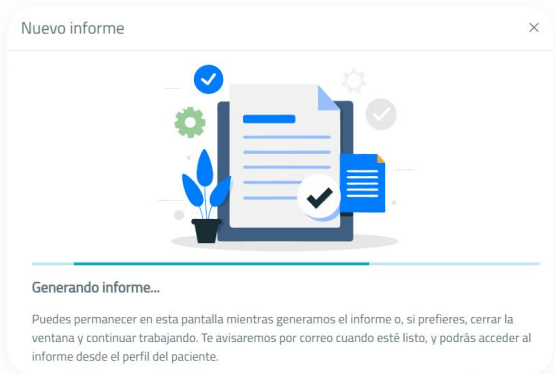 Nuevo informe
Generando informe...
Puedes permanecer en esta pantalla mientras generamos el informe o, si prefieres, cerrar la
ventana y continuar trabajando. Te avisaremos por correo cuando esté listo, y podrás acceder al
informe desde el perfil del paciente.